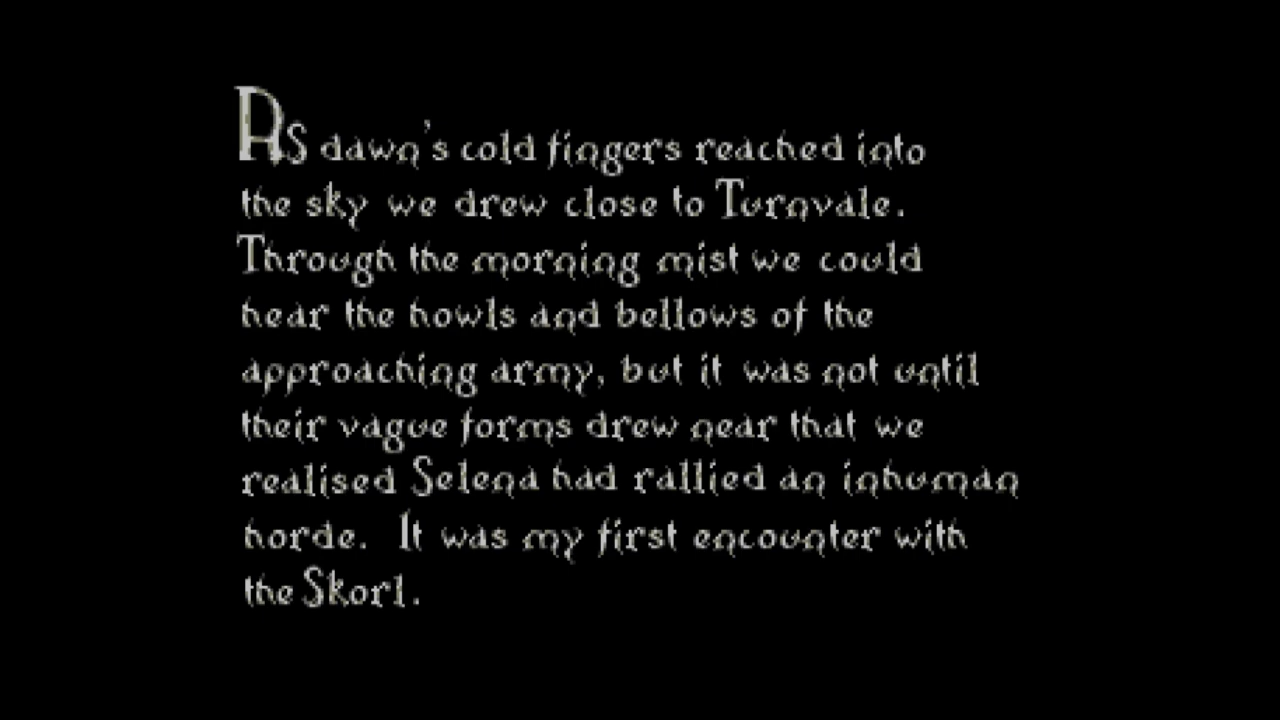 As dawn's cold fingers reached into
the sky we drew close to Turnvale.
Through the morning mist we could
hear the howls and bellows of the
approaching army, but it was not until
their vague forms drew near that we
realised Selena had rallied an inhuman
horde. It was my first encounter with
the Skorl.